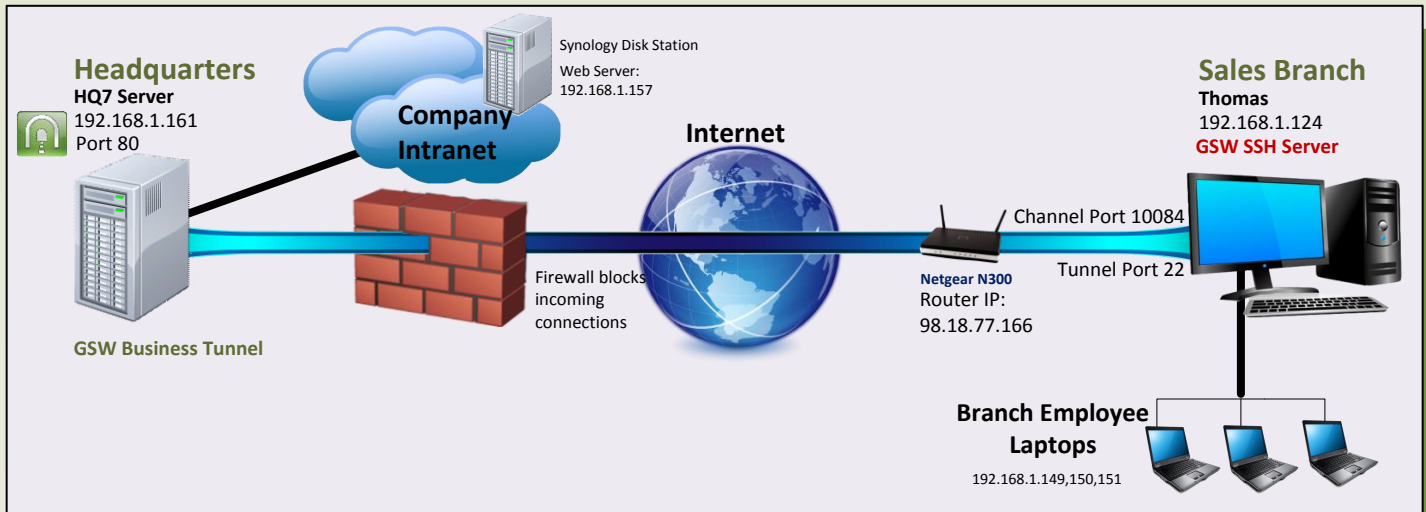 Headquarters
HQ7 Server
192.168.1.161
Port 80
GSW Business Tunnel
Synology Disk Station
Web Server:
192.168.1.157
Company
Intranet
Firewall blocks
incoming
connections
Internet
Netgear N300
Router IP:
98.18.77.166
Channel Port 10084
Tunnel Port 22
Sales Branch
Thomas
192.168.1.124
GSW SSH Server
Branch Employee
Laptops
192.168.1.149,150,151